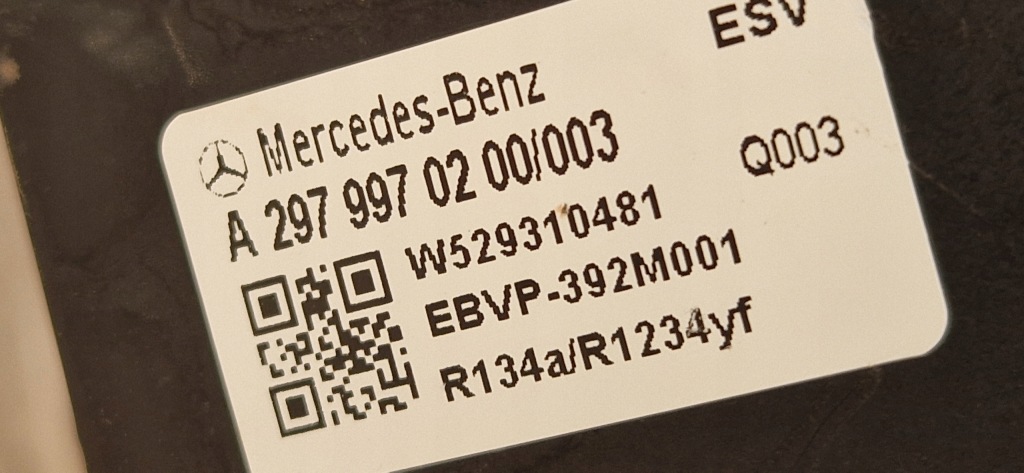 ESV
Mercedes-Benz
A 297 997 02 00/003
Q003
W529310481
EBVP-392M001
R134a/R1234yf